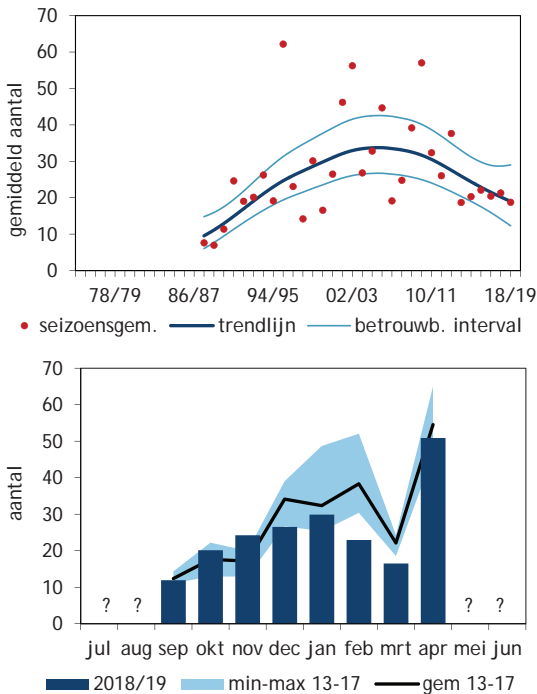 70
60
50
40
30
20
10
0
gemiddeld aantal
78/79 86/87 94/95 02/03 10/11 18/19
seizoensgem. trendlijn betrouwb. interval
70
60
50
40
30
20
10
0
aantal
? ? ? ?
jul aug sep okt nov dec jan feb mrt apr mei jun
2018/19 min-max 13-17 gem 13-17